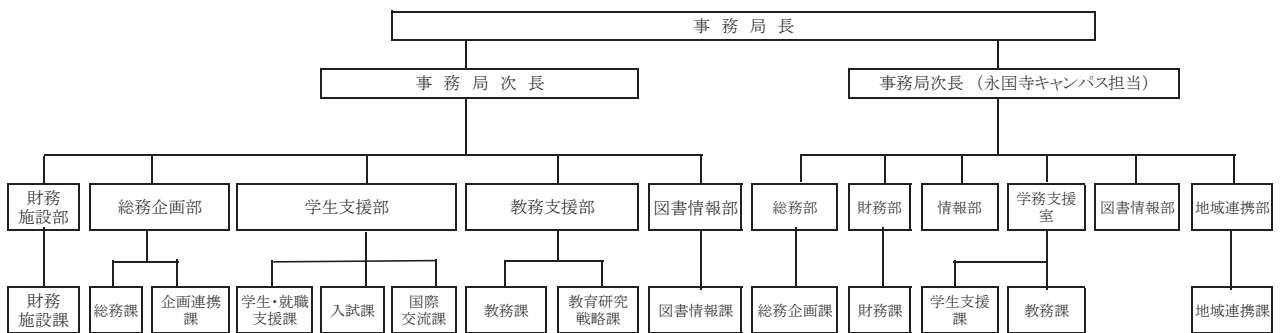 事務局長
事務局次長
事務局次長（永国寺キャンパス担当）
財務
施設部
総務企画部
学生支援部
教務支援部
図書情報部
総務部
財務部
情報部
学務支援
室
図書情報部
地域連携部
財務
施設課
総務課
企画連携
課
学生・就職
支援課
入試課
国際
交流課
教務課
教育研究
戦略課
図書情報課
総務企画課
財務課
学生支援
課
教務課
地域連携課